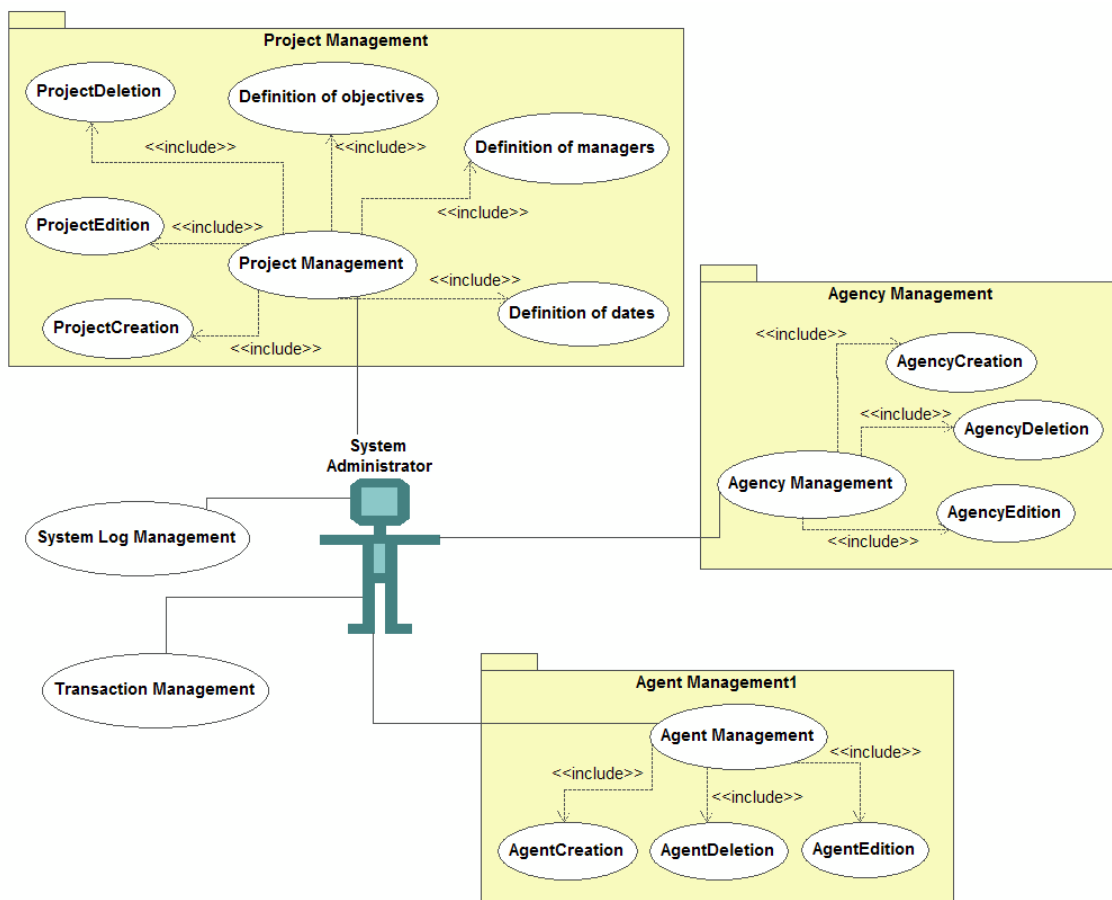 Project Management
ProjectDeletion
Definition of objectives
<<include>>
<<include>>
Definition of managers
<<include>>
ProjectEdition
<<include>>
Project Management
<<include>>
Definition of dates
ProjectCreation
<<include>>
Agency Management
<<include>>
AgencyCreation
<<include>>
AgencyDeletion
Agency Management
AgencyEdition
<<include>>
System
Administrator
System Log Management
Transaction Management
Agent Management1
Agent Management
<<include>>
<<include>>
<<include>>
AgentCreation
AgentDeletion
AgentEdition